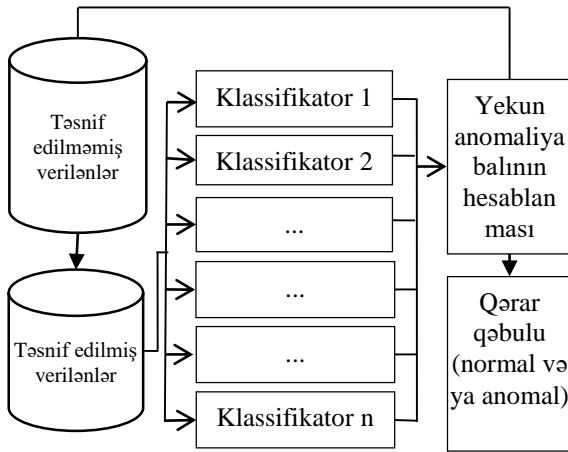 Təsnif
edilməmiş
verilənlər
Təsnif edilmiş
verilənlər
Klassifikator 1
Klassifikator 2
...
...
...
Klassifikator n
Yekun
anomaliya
balının
hesablan
ması
Qərar
qəbulu
(normal və
ya anomal)